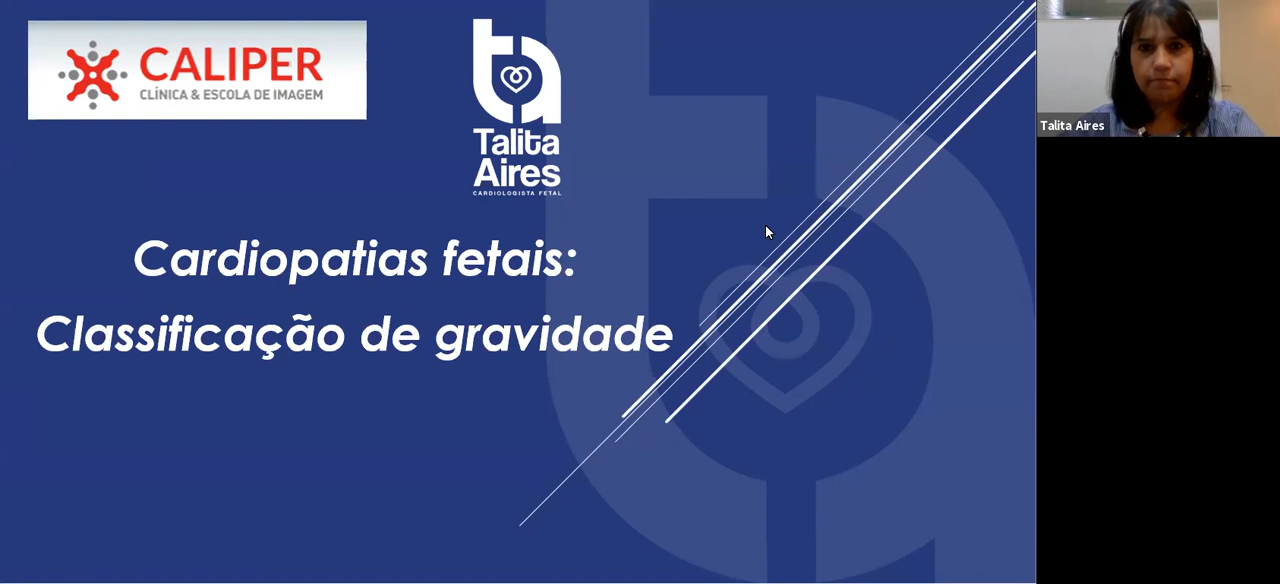 CALIPER
CLÍNICA & ESCOLA DE IMAGEM
Talita
Aires
CARDIOLOGISTA FETAL
Cardiopatias fetais:
Classificação de gravidade
Talita Aires